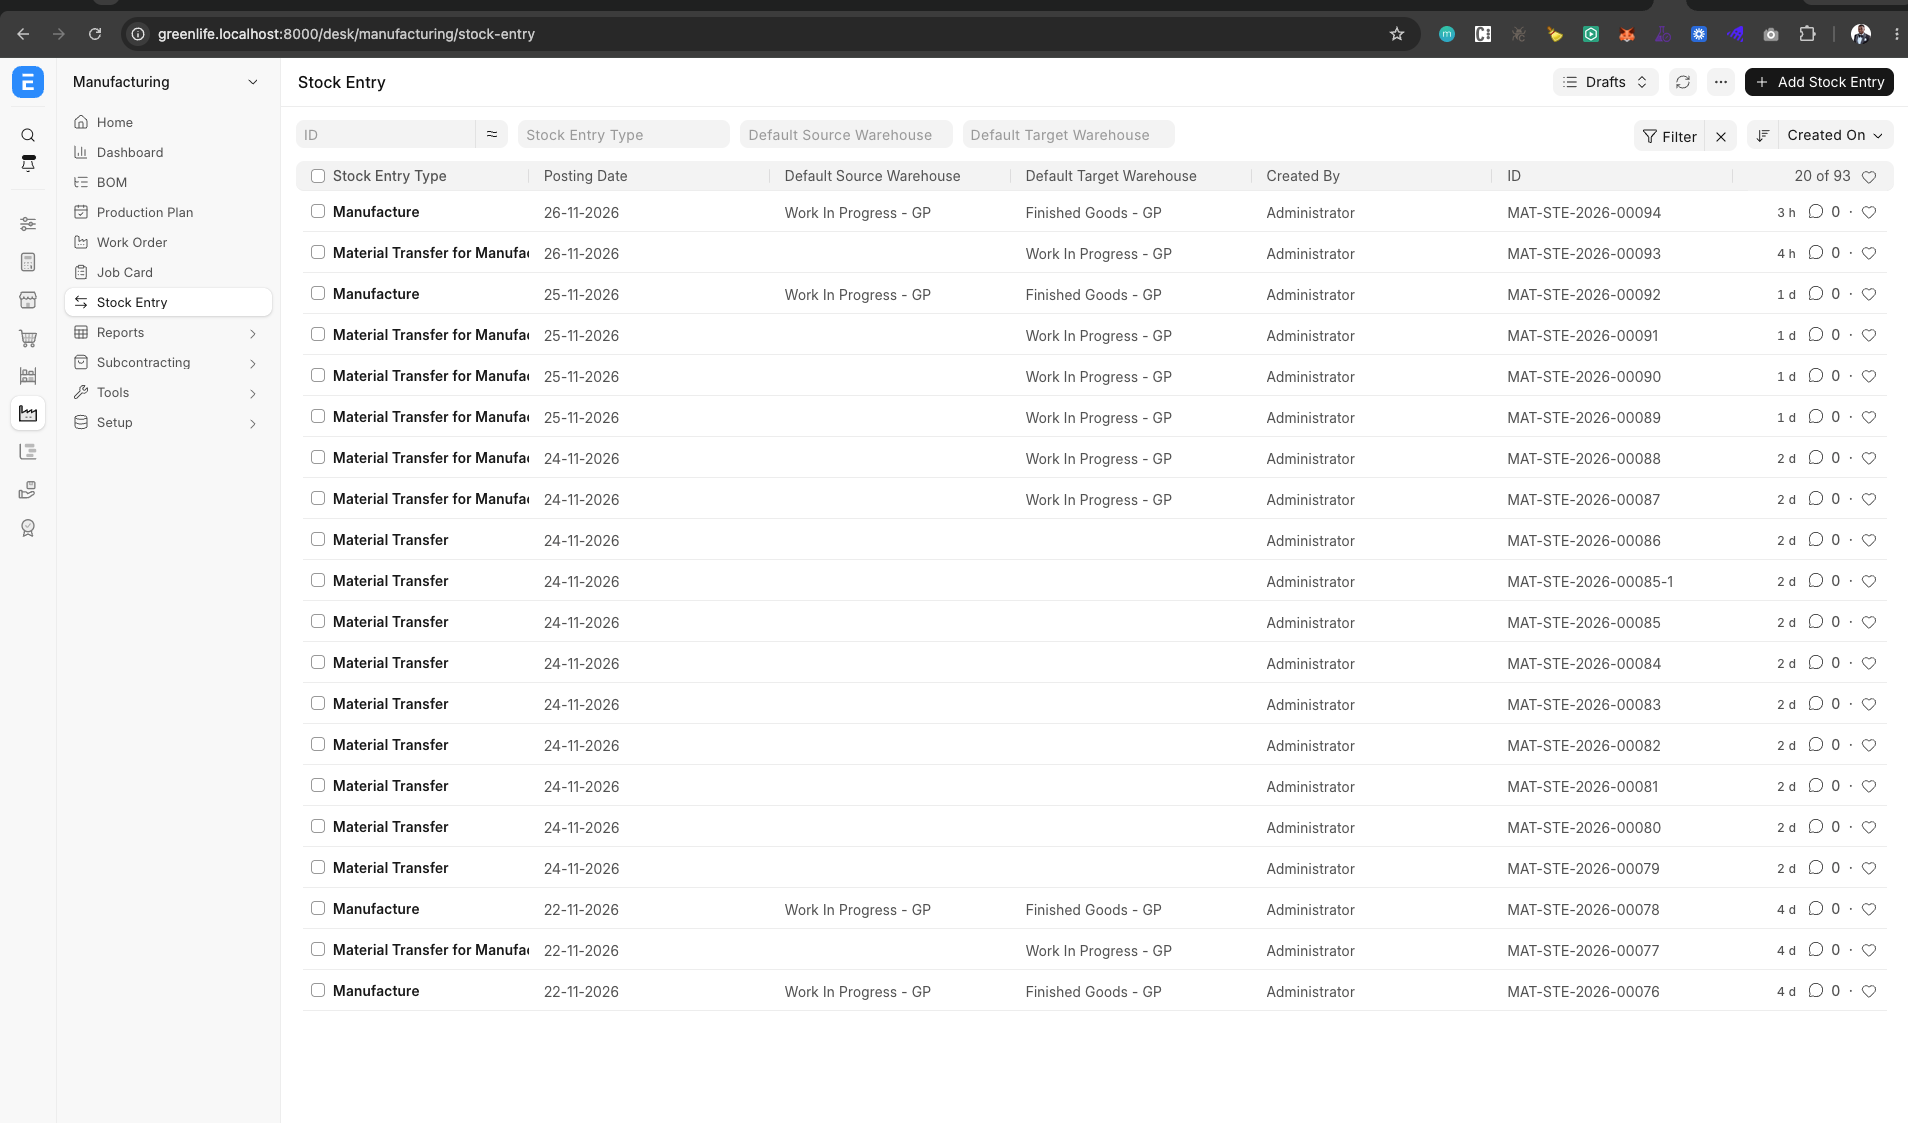 greenlife.localhost:8000/desk/manufacturing/stock-entry
Manufacturing
Home
Dashboard
BOM
Production Plan
Work Order
Job Card
Stock Entry
Reports
Subcontracting
Tools
Setup
Stock Entry
Drafts
Add Stock Entry
ID
Stock Entry Type
Default Source Warehouse
Default Target Warehouse
Filter
Created On
Stock Entry Type Posting Date Default Source Warehouse Default Target Warehouse Created By ID 20 of 93
Manufacture 26-11-2026 Work In Progress - GP Finished Goods - GP Administrator MAT-STE-2026-00094 3 h 0 ·
Material Transfer for Manufac 26-11-2026 Work In Progress - GP Administrator MAT-STE-2026-00093 4 h 0 ·
Manufacture 25-11-2026 Work In Progress - GP Finished Goods - GP Administrator MAT-STE-2026-00092 1 d 0 ·
Material Transfer for Manufac 25-11-2026 Work In Progress - GP Administrator MAT-STE-2026-00091 1 d 0 ·
Material Transfer for Manufac 25-11-2026 Work In Progress - GP Administrator MAT-STE-2026-00090 1 d 0 ·
Material Transfer for Manufac 25-11-2026 Work In Progress - GP Administrator MAT-STE-2026-00089 1 d 0 ·
Material Transfer for Manufac 24-11-2026 Work In Progress - GP Administrator MAT-STE-2026-00088 2 d 0 ·
Material Transfer for Manufac 24-11-2026 Work In Progress - GP Administrator MAT-STE-2026-00087 2 d 0 ·
Material Transfer 24-11-2026 Administrator MAT-STE-2026-00086 2 d 0 ·
Material Transfer 24-11-2026 Administrator MAT-STE-2026-00085-1 2 d 0 ·
Material Transfer 24-11-2026 Administrator MAT-STE-2026-00085 2 d 0 ·
Material Transfer 24-11-2026 Administrator MAT-STE-2026-00084 2 d 0 ·
Material Transfer 24-11-2026 Administrator MAT-STE-2026-00083 2 d 0 ·
Material Transfer 24-11-2026 Administrator MAT-STE-2026-00082 2 d 0 ·
Material Transfer 24-11-2026 Administrator MAT-STE-2026-00081 2 d 0 ·
Material Transfer 24-11-2026 Administrator MAT-STE-2026-00080 2 d 0 ·
Material Transfer 24-11-2026 Administrator MAT-STE-2026-00079 2 d 0 ·
Manufacture 22-11-2026 Work In Progress - GP Finished Goods - GP Administrator MAT-STE-2026-00078 4 d 0 ·
Material Transfer for Manufac 22-11-2026 Work In Progress - GP Administrator MAT-STE-2026-00077 4 d 0 ·
Manufacture 22-11-2026 Work In Progress - GP Finished Goods - GP Administrator MAT-STE-2026-00076 4 d 0 ·